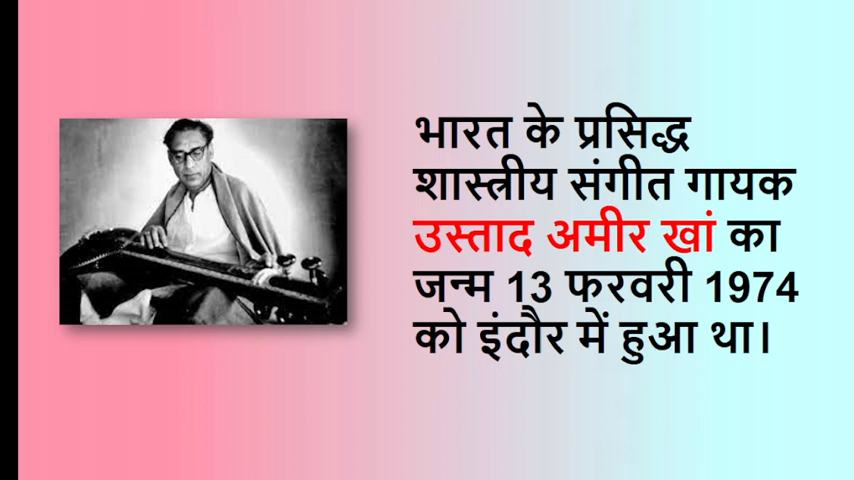 भारत के प्रसिद्ध
शास्त्रीय संगीत गायक
उस्ताद अमीर खां का
जन्म 13 फरवरी 1974
को इंदौर में हुआ था।